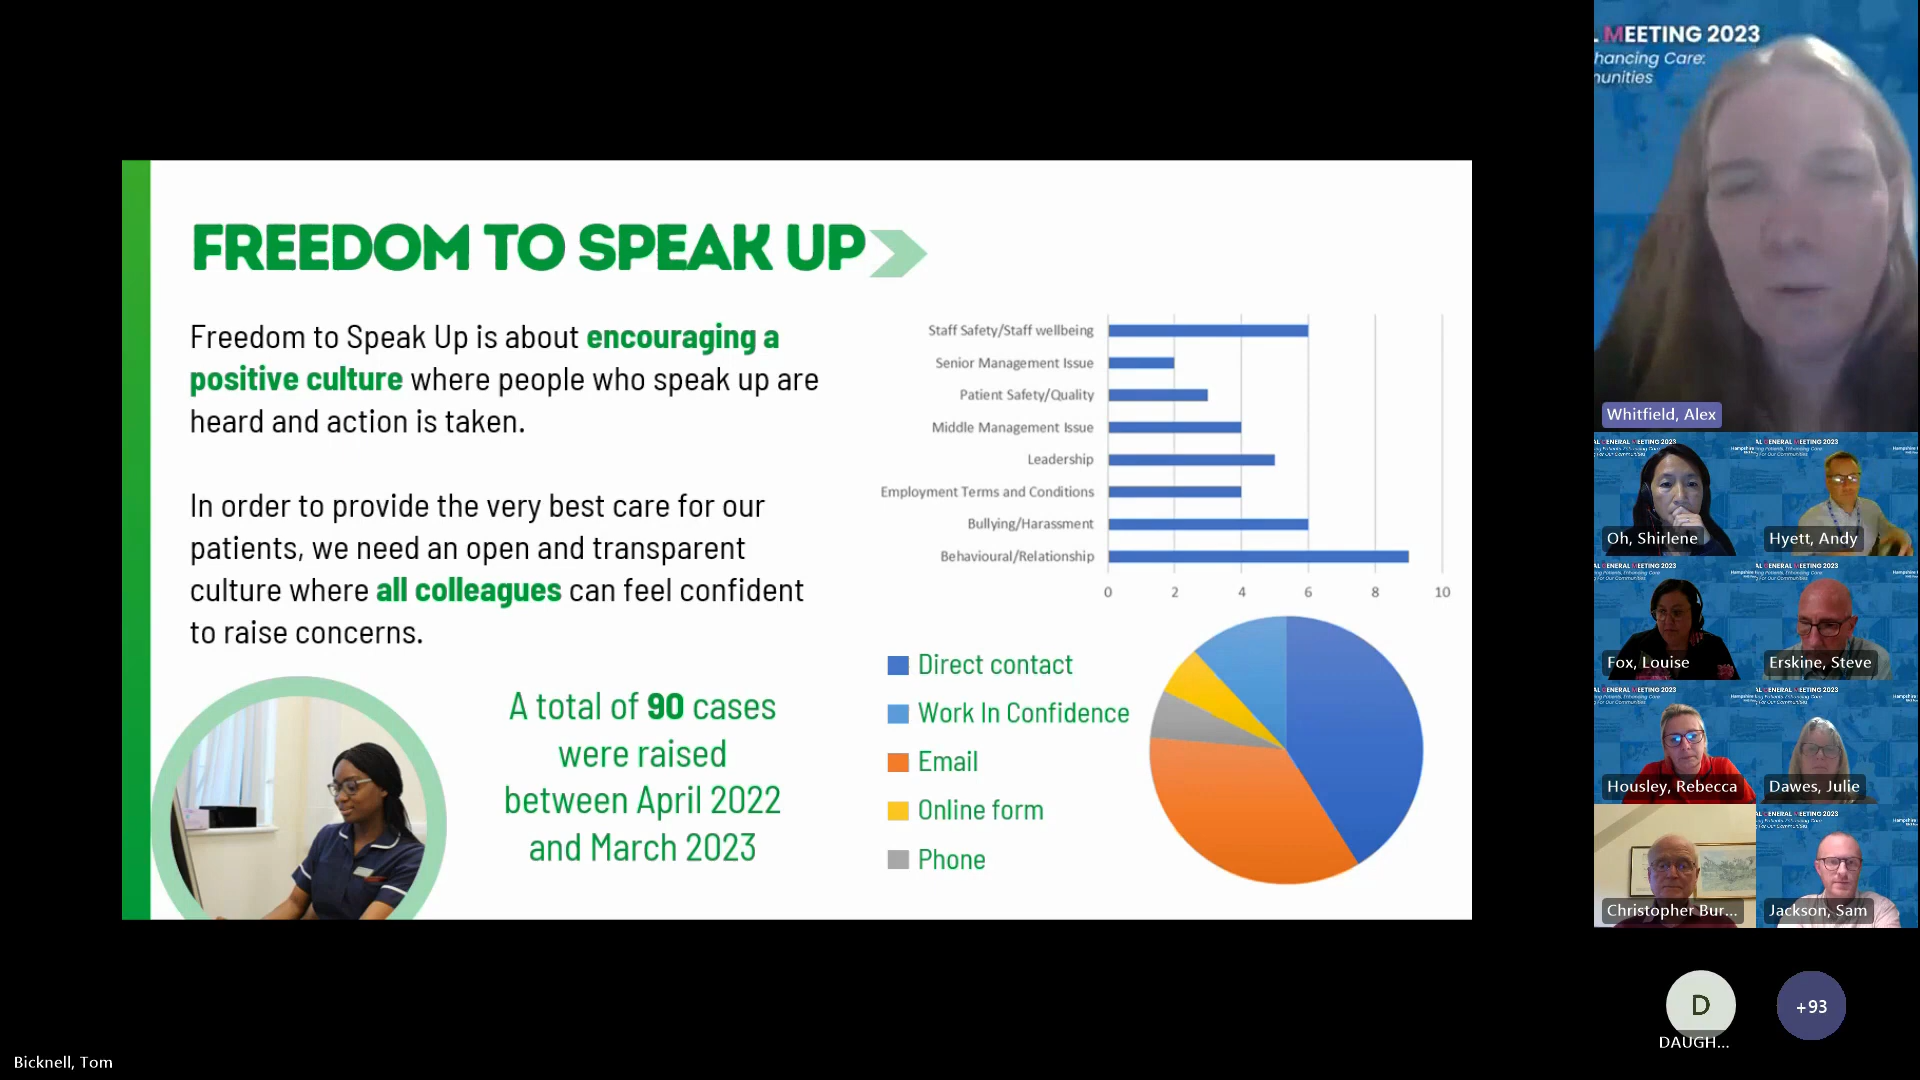 FREEDOM TO SPEAK UP
Freedom to Speak Up is about encouraging a
positive culture where people who speak up are
heard and action is taken.
In order to provide the very best care for our
patients, we need an open and transparent
culture where all colleagues can feel confident
to raise concerns.
A total of 90 cases
were raised
between April 2022
and March 2023
Staff Safety/Staff wellbeing
Senior Management Issue
Patient Safety/Quality
Middle Management Issue
Leadership
Employment Terms and Conditions
Bullying/Harassment
Behavioural/Relationship
0 2 4 6 8 10
Direct contact
Work In Confidence
Email
Online form
Phone
L MEETING 2023
hancing Care:
unities
Whitfield, Alex
Oh, Shirlene
Hyett, Andy
Fox, Louise
Erskine, Steve
Housley, Rebecca
Dawes, Julie
Christopher Bur...
Jackson, Sam
D
DAUGH...
+93
Bicknell, Tom